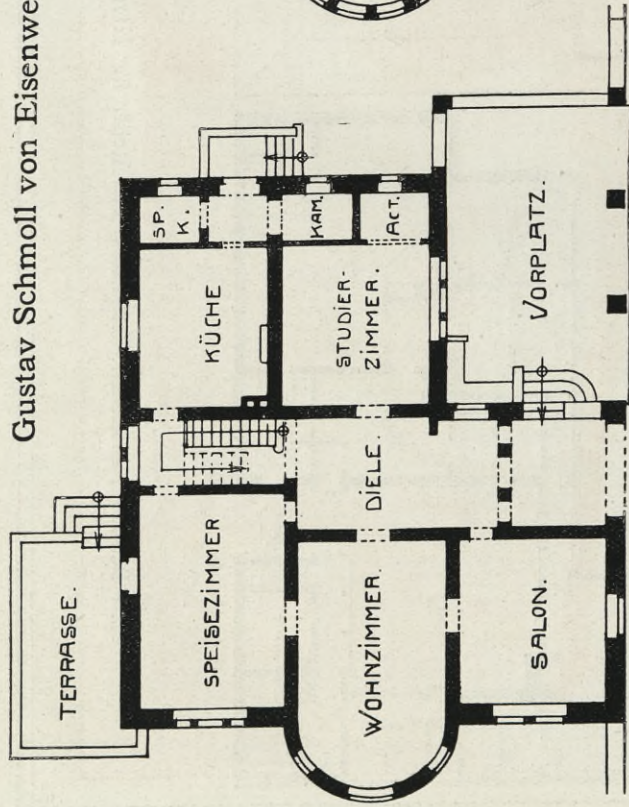 Gustav Schmoll von Eisenwe
TERRASSE.
SP.
K.
KÜCHE
KAM.
ACT.
STUDIER-
ZIMMER.
SPEISEZIMMER
DIELE.
VORPLATZ.
WOHNZIMMER.
SALON.